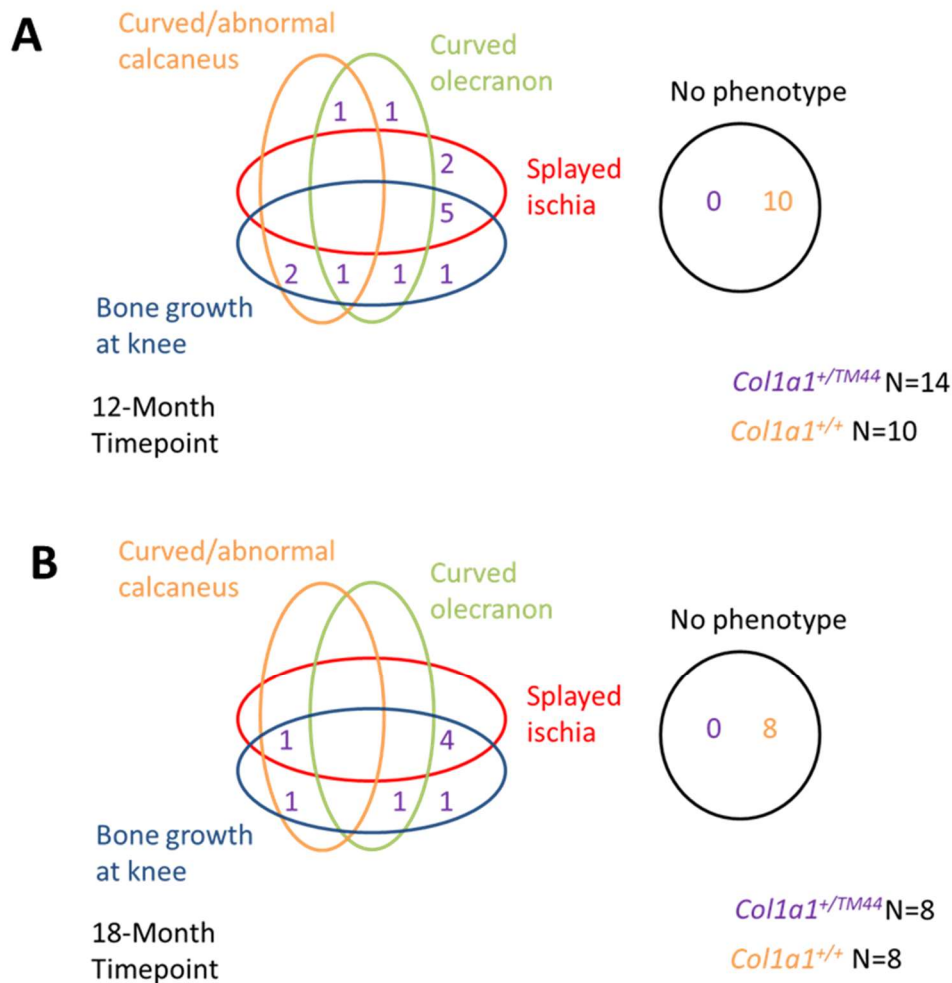 A
Curved/abnormal
calcaneus
Curved
olecranon
No phenotype
1 1
2
Splayed
ischia
5
0 10
2 1 1 1
Bone growth
at knee
12-Month
Timepoint
Col1a1+/TM44 N=14
Col1a1+/+ N=10
B
Curved/abnormal
calcaneus
Curved
olecranon
No phenotype
Splayed
ischia
1 4
0 8
1 1 1
Bone growth
at knee
18-Month
Timepoint
Col1a1+/TM44 N=8
Col1a1+/+ N=8